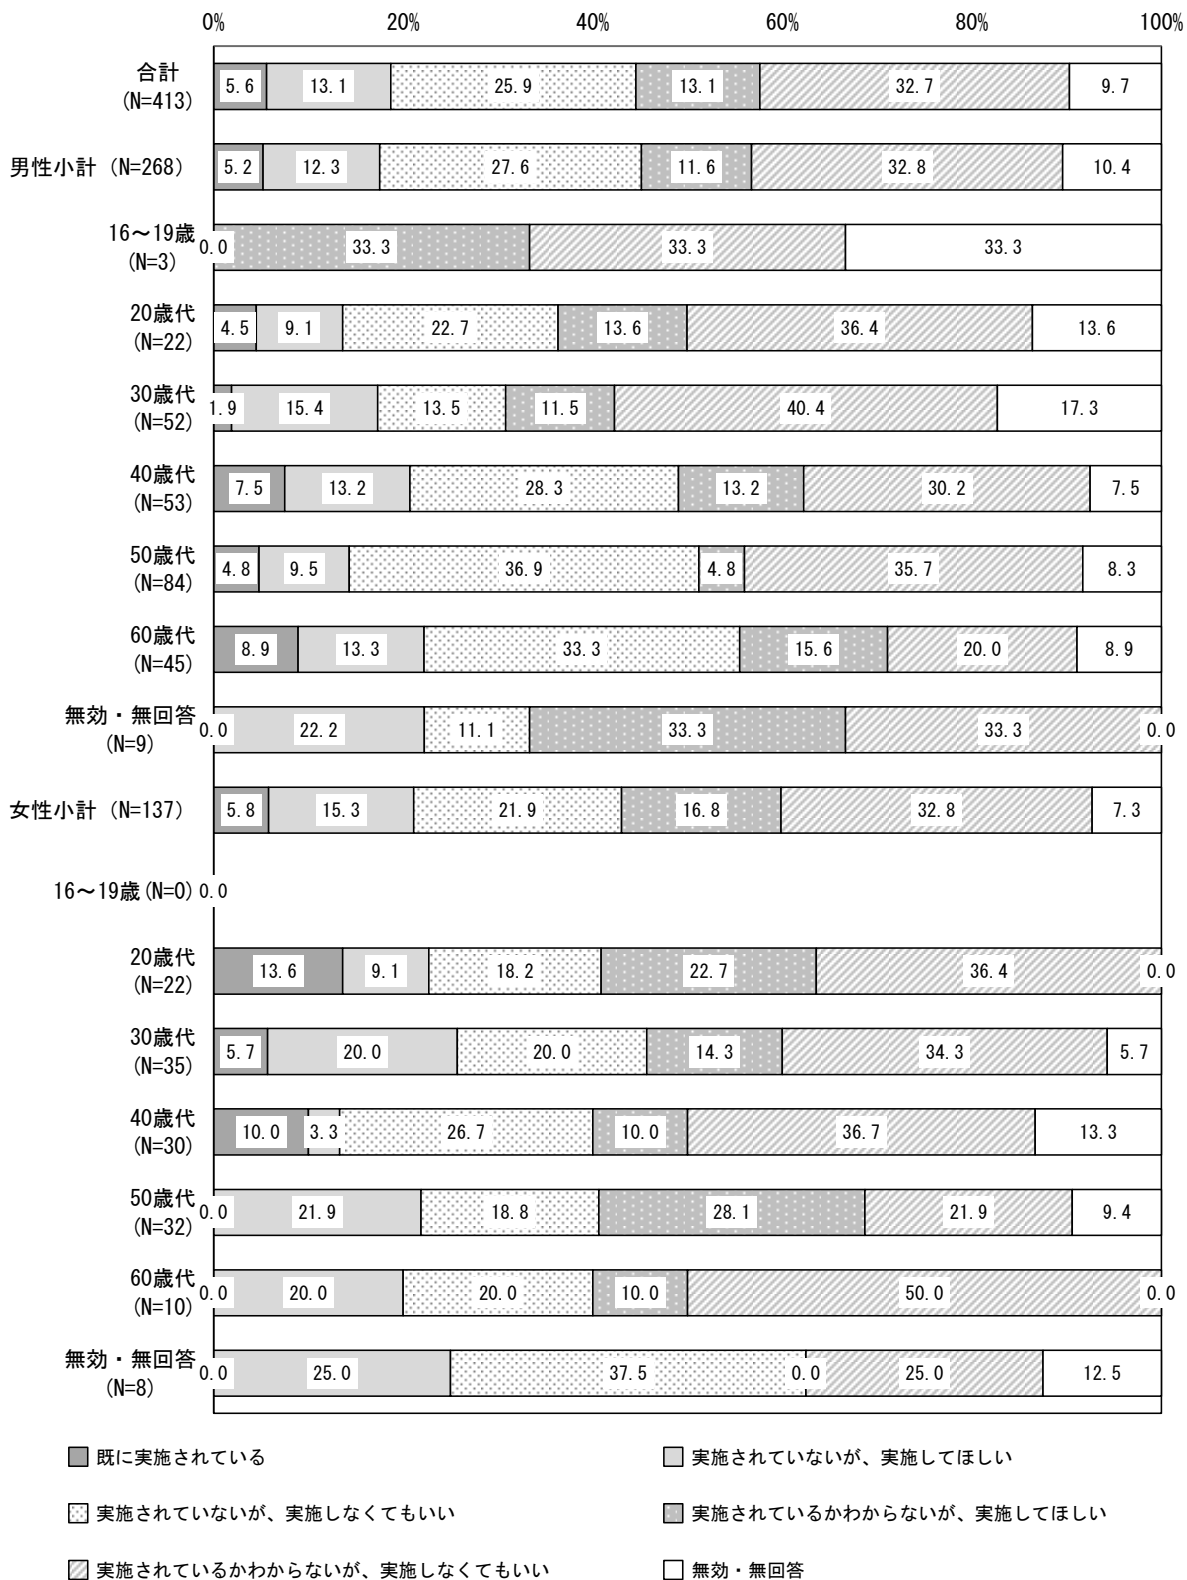 0% 20% 40% 60% 80% 100%
合計
(N=413)
5.6 13.1 25.9 13.1 32.7 9.7
男性小計 (N=268)
5.2 12.3 27.6 11.6 32.8 10.4
16～19歳
(N=3)
0.0 33.3 33.3 33.3
20歳代
(N=22)
4.5 9.1 22.7 13.6 36.4 13.6
30歳代
(N=52)
1.9 15.4 13.5 11.5 40.4 17.3
40歳代
(N=53)
7.5 13.2 28.3 13.2 30.2 7.5
50歳代
(N=84)
4.8 9.5 36.9 4.8 35.7 8.3
60歳代
(N=45)
8.9 13.3 33.3 15.6 20.0 8.9
無効・無回答
(N=9)
0.0 22.2 11.1 33.3 33.3 0.0
女性小計 (N=137)
5.8 15.3 21.9 16.8 32.8 7.3
16～19歳(N=0) 0.0
20歳代
(N=22)
13.6 9.1 18.2 22.7 36.4 0.0
30歳代
(N=35)
5.7 20.0 20.0 14.3 34.3 5.7
40歳代
(N=30)
10.0 3.3 26.7 10.0 36.7 13.3
50歳代
(N=32)
0.0 21.9 18.8 28.1 21.9 9.4
60歳代
(N=10)
0.0 20.0 20.0 10.0 50.0 0.0
無効・無回答
(N=8)
0.0 25.0 37.5 0.0 25.0 12.5
既に実施されている
実施されていないが、実施してほしい
実施されていないが、実施しなくてもいい
実施されているかわからないが、実施してほしい
実施されているかわからないが、実施しなくてもいい
無効・無回答